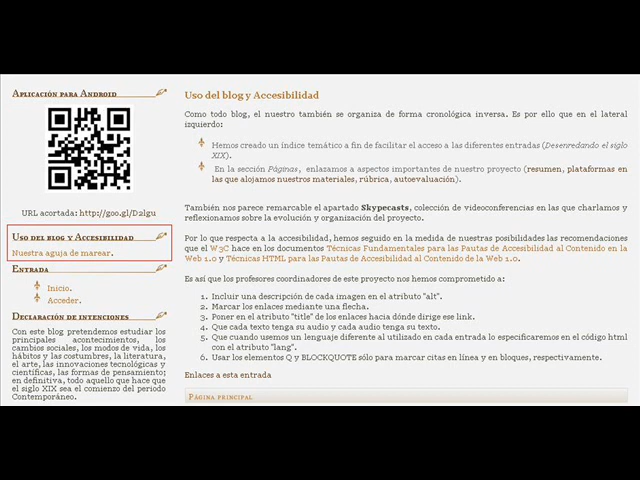 Aplicación para Android
URL acortada: http://goo.gl/D2lgu
Uso del blog y Accesibilidad
Nuestra aguja de marear.
Entrada
Inicio.
Acceder.
Declaración de intenciones
Con este blog pretendemos estudiar los
principales acontecimientos, los
cambios sociales, los modos de vida, los
hábitos y las costumbres, la literatura,
el arte, las innovaciones tecnológicas y
científicas, las formas de pensamiento;
en definitiva, todo aquello que hace que
el siglo XIX sea el comienzo del periodo
Contemporáneo.
Uso del blog y Accesibilidad
Como todo blog, el nuestro también se organiza de forma cronológica inversa. Es por ello que en el lateral
izquierdo:
Hemos creado un índice temático a fin de facilitar el acceso a las diferentes entradas (Desenredando el siglo
XIX).
En la sección Páginas, enlazamos a aspectos importantes de nuestro proyecto (resumen, plataformas en
las que alojamos nuestros materiales, rúbrica, autoevaluación).
También nos parece remarcable el apartado Skypecasts, colección de videoconferencias en las que charlamos y
reflexionamos sobre la evolución y organización del proyecto.
Por lo que respecta a la accesibilidad, hemos seguido en la medida de nuestras posibilidades las recomendaciones
que el W3C hace en los documentos Técnicas Fundamentales para las Pautas de Accesibilidad al Contenido en la
Web 1.0 y Técnicas HTML para las Pautas de Accesibilidad al Contenido de la Web 1.0.
Es así que los profesores coordinadores de este proyecto nos hemos comprometido a:
1. Incluir una descripción de cada imagen en el atributo "alt".
2. Marcar los enlaces mediante una flecha.
3. Poner en el atributo "title" de los enlaces hacia dónde dirige ese link.
4. Que cada texto tenga su audio y cada audio tenga su texto.
5. Que cuando usemos un lenguaje diferente al utilizado en cada entrada lo especificaremos en el código html
con el atributo "lang".
6. Usar los elementos Q y BLOCKQUOTE sólo para marcar citas en línea y en bloques, respectivamente.
Enlaces a esta entrada
Página principal